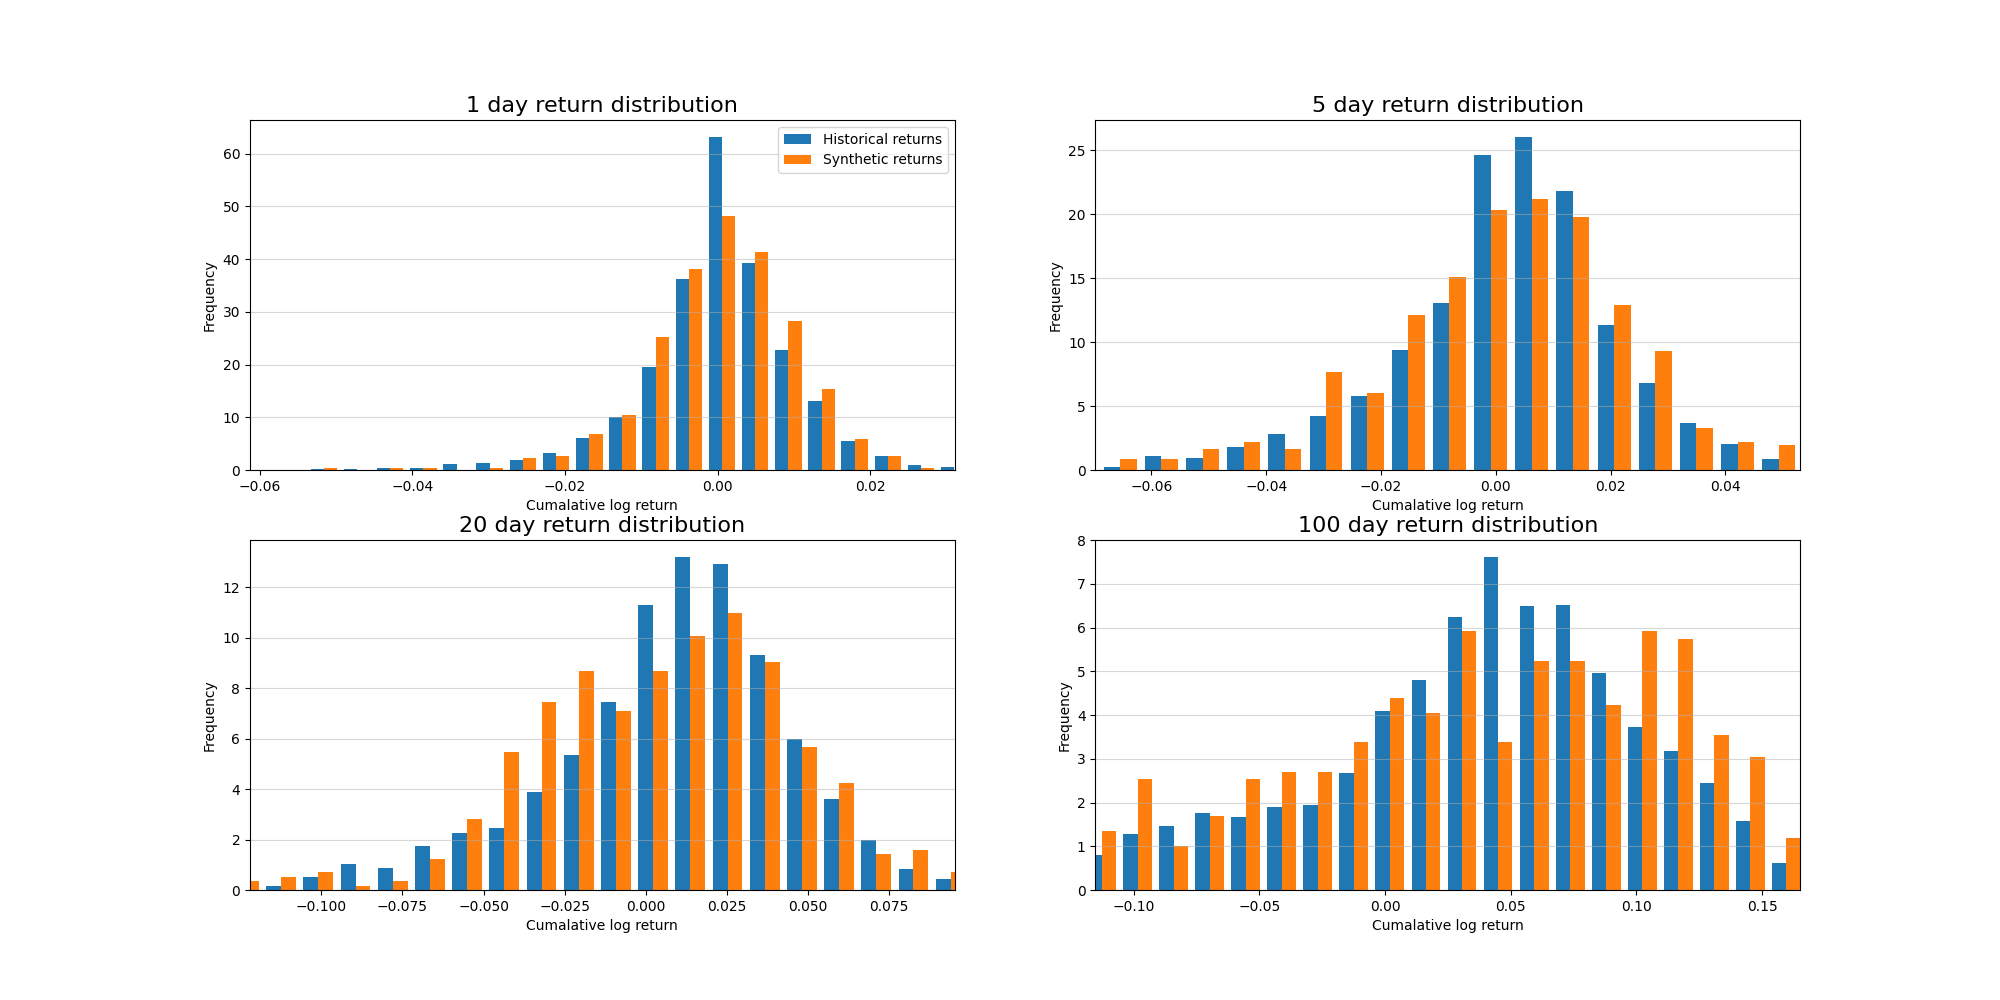 1 day return distribution
Historical returns
Synthetic returns
Frequency
60
50
40
30
20
10
0
−0.06 −0.04 −0.02 0.00 0.02
Cumalative log return
5 day return distribution
Frequency
25
20
15
10
5
0
−0.06 −0.04 −0.02 0.00 0.02 0.04
Cumalative log return
20 day return distribution
Frequency
12
10
8
6
4
2
0
−0.100 −0.075 −0.050 −0.025 0.000 0.025 0.050 0.075
Cumalative log return
100 day return distribution
Frequency
8
7
6
5
4
3
2
1
0
−0.10 −0.05 0.00 0.05 0.10 0.15
Cumalative log return